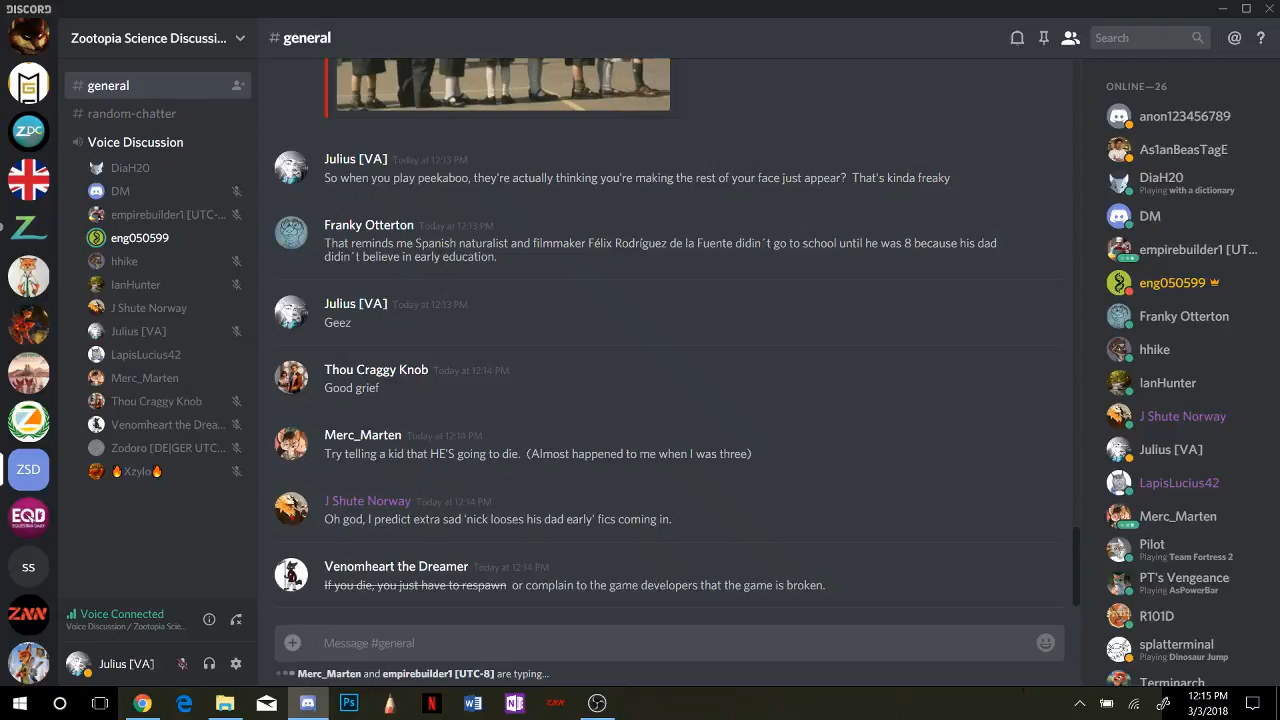 DISCORD
Zootopia Science Discussi...
# general
Search
# general
# random-chatter
Voice Discussion
DiaH20
DM
empirebuilder1 [UTC-...
eng050599
hhike
IanHunter
J Shute Norway
Julius [VA]
LapisLucius42
Merc_Marten
Thou Craggy Knob
Venomheart the Drea...
Zodoro [DE|GER UTC...
🔥Xzylo🔥
ZDC
ZSD
EQD
ss
ZNN
Voice Connected
Voice Discussion / Zootopia Scie...
Julius [VA]
Julius [VA] Today at 12:13 PM
So when you play peekaboo, they're actually thinking you're making the rest of your face just appear? That's kinda freaky
Franky Otterton Today at 12:13 PM
That reminds me Spanish naturalist and filmmaker Félix Rodríguez de la Fuente didin´t go to school until he was 8 because his dad
didin´t believe in early education.
Julius [VA] Today at 12:13 PM
Geez
Thou Craggy Knob Today at 12:14 PM
Good grief
Merc_Marten Today at 12:14 PM
Try telling a kid that HE'S going to die. (Almost happened to me when I was three)
J Shute Norway Today at 12:14 PM
Oh god, I predict extra sad 'nick looses his dad early' fics coming in.
Venomheart the Dreamer Today at 12:14 PM
If you die, you just have to respawn or complain to the game developers that the game is broken.
Message #general
Merc_Marten and empirebuilder1 [UTC-8] are typing...
ONLINE—26
anon123456789
As1anBeasTagE
DiaH20
Playing with a dictionary
DM
empirebuilder1 [UT...
eng050599
Franky Otterton
hhike
IanHunter
J Shute Norway
Julius [VA]
LapisLucius42
Merc_Marten
Pilot
Playing Team Fortress 2
PT's Vengeance
Playing AsPowerBar
R101D
splatterminal
Playing Dinosaur Jump
Terminarch
12:15 PM
3/3/2018